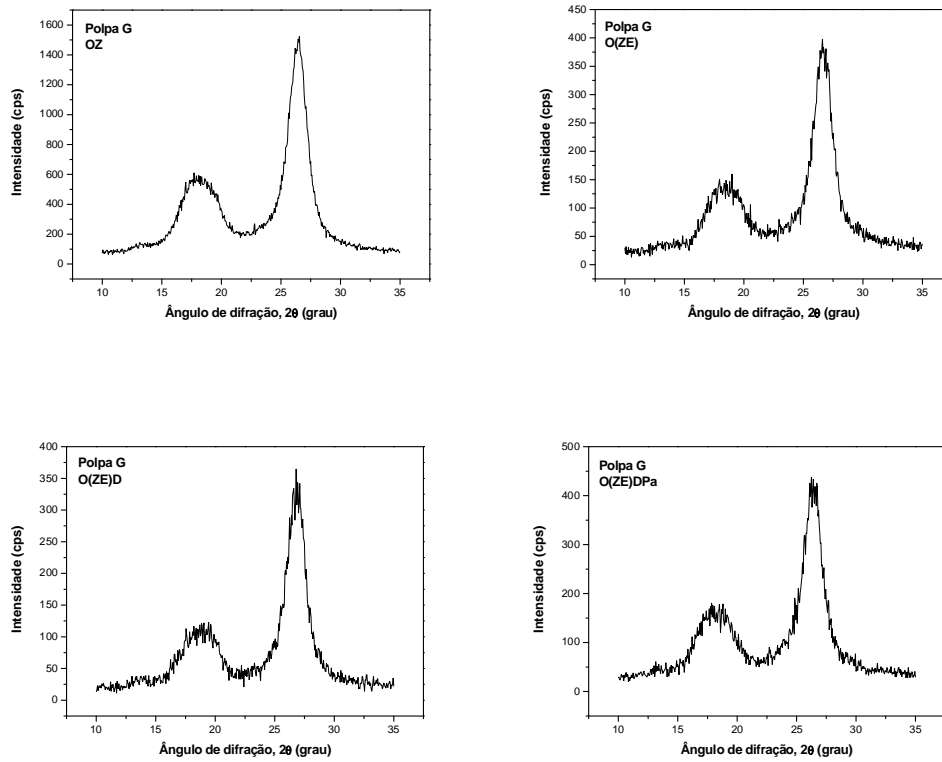 Polpa G
OZ
Intensidade (cps)
1600
1400
1200
1000
800
600
400
200
0
10 15 20 25 30 35
Ângulo de difração, 2θ (grau)
Polpa G
O(ZE)
Intensidade (cps)
450
400
350
300
250
200
150
100
50
0
10 15 20 25 30 35
Ângulo de difração, 2θ (grau)
Polpa G
O(ZE)D
Intensidade (cps)
400
350
300
250
200
150
100
50
0
10 15 20 25 30 35
Ângulo de difração, 2θ (grau)
Polpa G
O(ZE)DPa
Intensidade (cps)
500
400
300
200
100
0
10 15 20 25 30 35
Ângulo de difração, 2θ (grau)